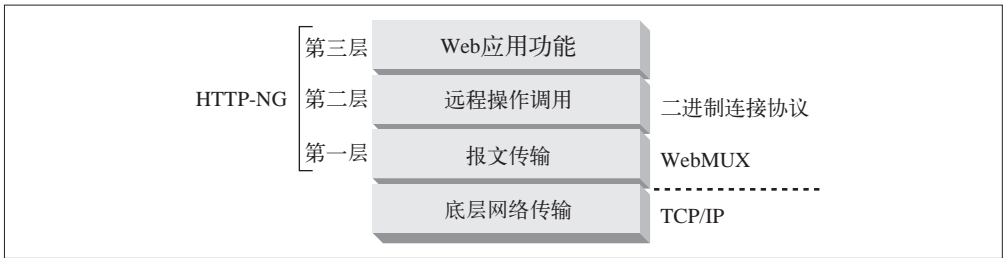 第三层 Web应用功能
HTTP-NG 第二层 远程操作调用 二进制连接协议
第一层 报文传输 WebMUX
底层网络传输 TCP/IP